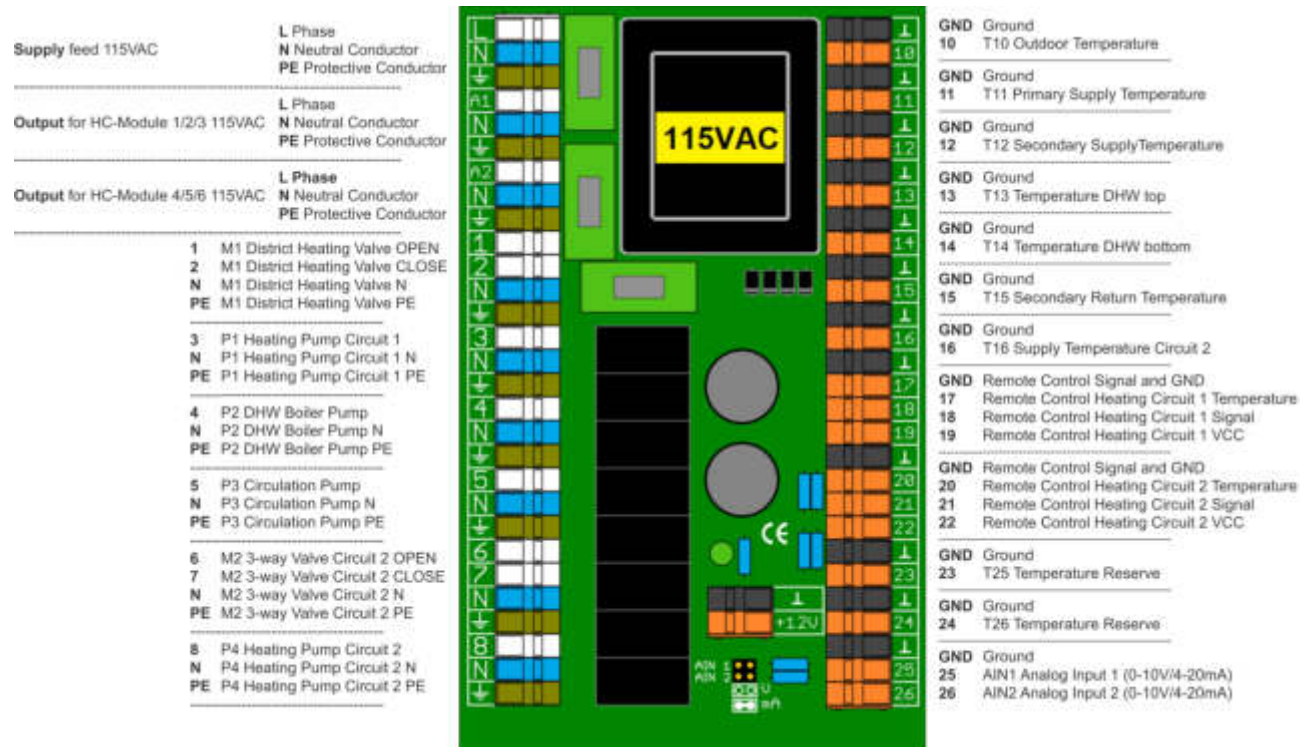 L Phase
Supply feed 115VAC N Neutral Conductor
PE Protective Conductor
L Phase
Output for HC-Module 1/2/3 115VAC N Neutral Conductor
PE Protective Conductor
L Phase
Output for HC-Module 4/5/6 115VAC N Neutral Conductor
PE Protective Conductor
1 M1 District Heating Valve OPEN
2 M1 District Heating Valve CLOSE
N M1 District Heating Valve N
PE M1 District Heating Valve PE
3 P1 Heating Pump Circuit 1
N P1 Heating Pump Circuit 1 N
PE P1 Heating Pump Circuit 1 PE
4 P2 DHW Boiler Pump
N P2 DHW Boiler Pump N
PE P2 DHW Boiler Pump PE
5 P3 Circulation Pump
N P3 Circulation Pump N
PE P3 Circulation Pump PE
6 M2 3-way Valve Circuit 2 OPEN
7 M2 3-way Valve Circuit 2 CLOSE
N M2 3-way Valve Circuit 2 N
PE M2 3-way Valve Circuit 2 PE
8 P4 Heating Pump Circuit 2
N P4 Heating Pump Circuit 2 N
PE P4 Heating Pump Circuit 2 PE
L
N
A1
N
A2
N
1
2
N
3
N
4
N
5
N
6
7
N
8
N
115VAC
CE
+12V
AIN 1
AIN 2
V
mA
10
11
12
13
14
15
16
17
18
19
20
21
22
23
24
25
26
GND Ground
10 T10 Outdoor Temperature
GND Ground
11 T11 Primary Supply Temperature
GND Ground
12 T12 Secondary SupplyTemperature
GND Ground
13 T13 Temperature DHW top
GND Ground
14 T14 Temperature DHW bottom
GND Ground
15 T15 Secondary Return Temperature
GND Ground
16 T16 Supply Temperature Circuit 2
GND Remote Control Signal and GND
17 Remote Control Heating Circuit 1 Temperature
18 Remote Control Heating Circuit 1 Signal
19 Remote Control Heating Circuit 1 VCC
GND Remote Control Signal and GND
20 Remote Control Heating Circuit 2 Temperature
21 Remote Control Heating Circuit 2 Signal
22 Remote Control Heating Circuit 2 VCC
GND Ground
23 T25 Temperature Reserve
GND Ground
24 T26 Temperature Reserve
GND Ground
25 AIN1 Analog Input 1 (0-10V/4-20mA)
26 AIN2 Analog Input 2 (0-10V/4-20mA)